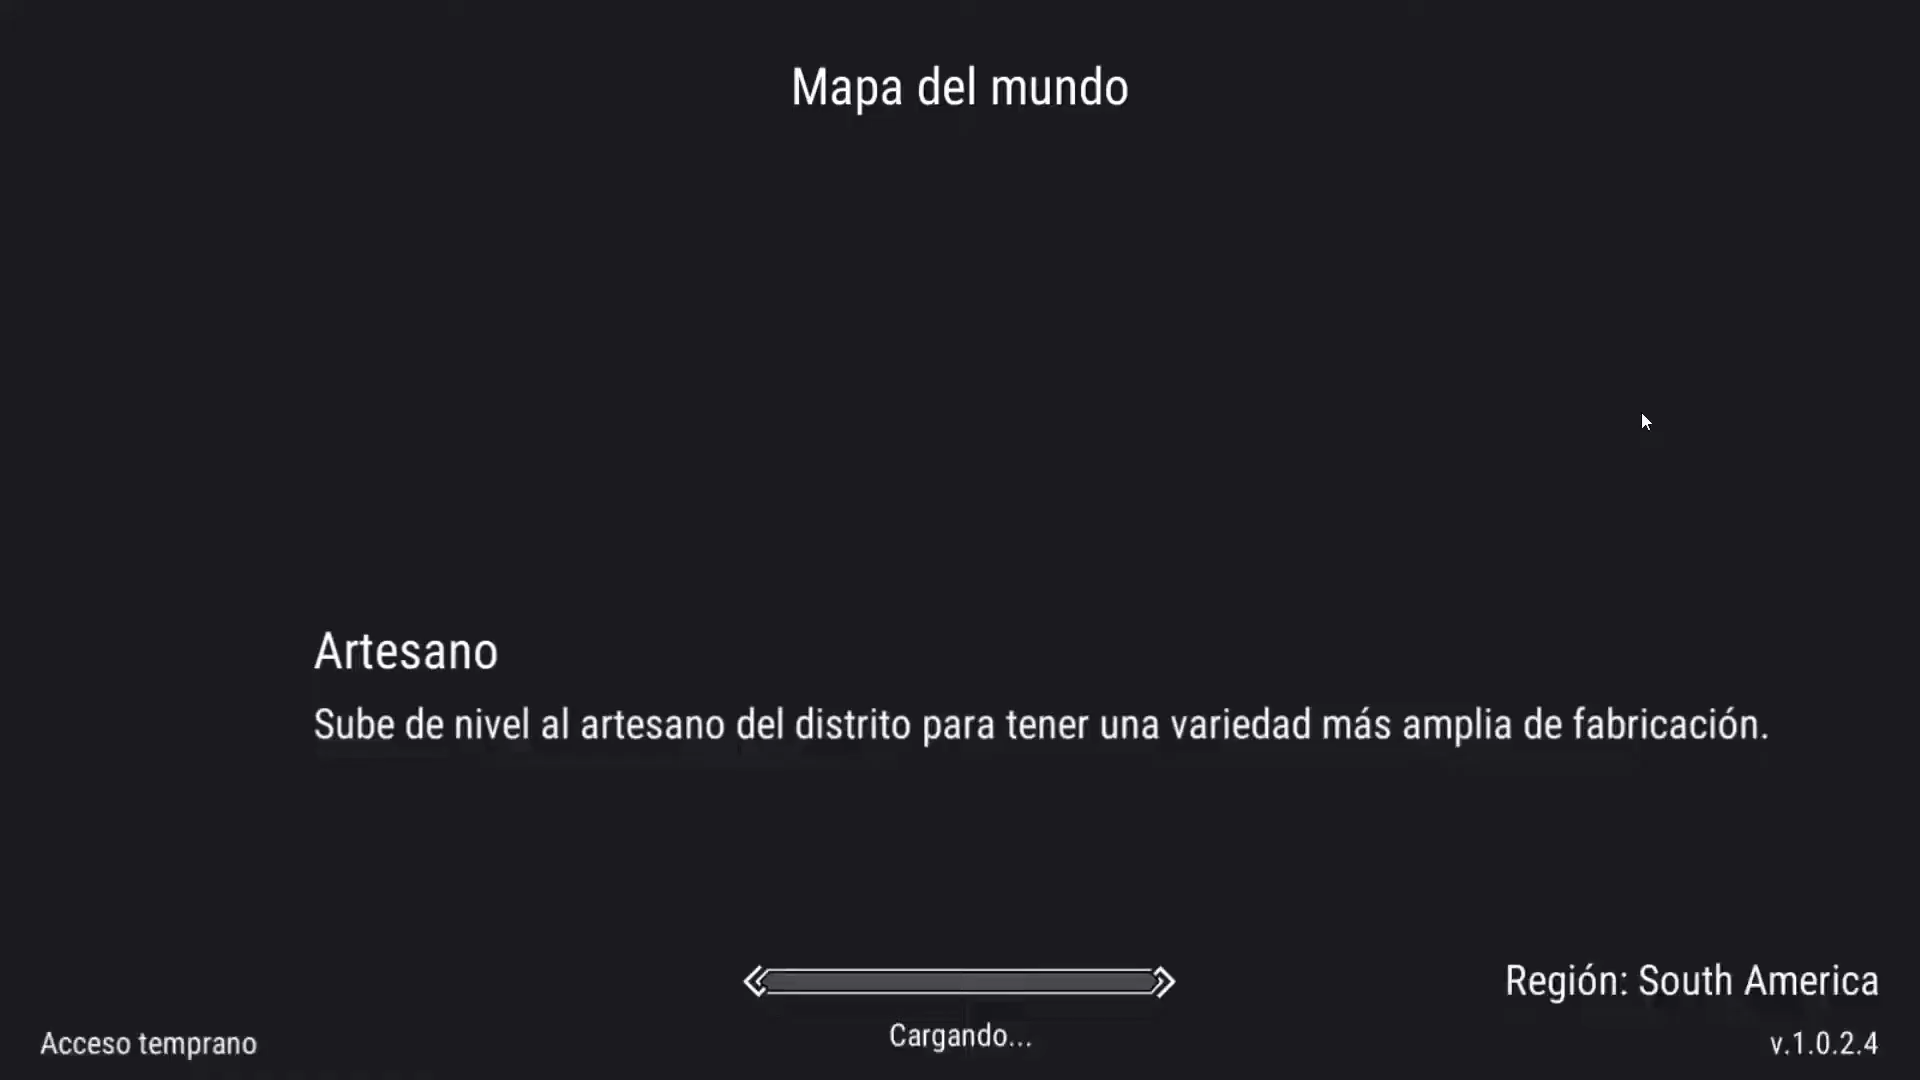 Mapa del mundo
Artesano
Sube de nivel al artesano del distrito para tener una variedad más amplia de fabricación.
Región: South America
Cargando...
Acceso temprano
v.1.0.2.4